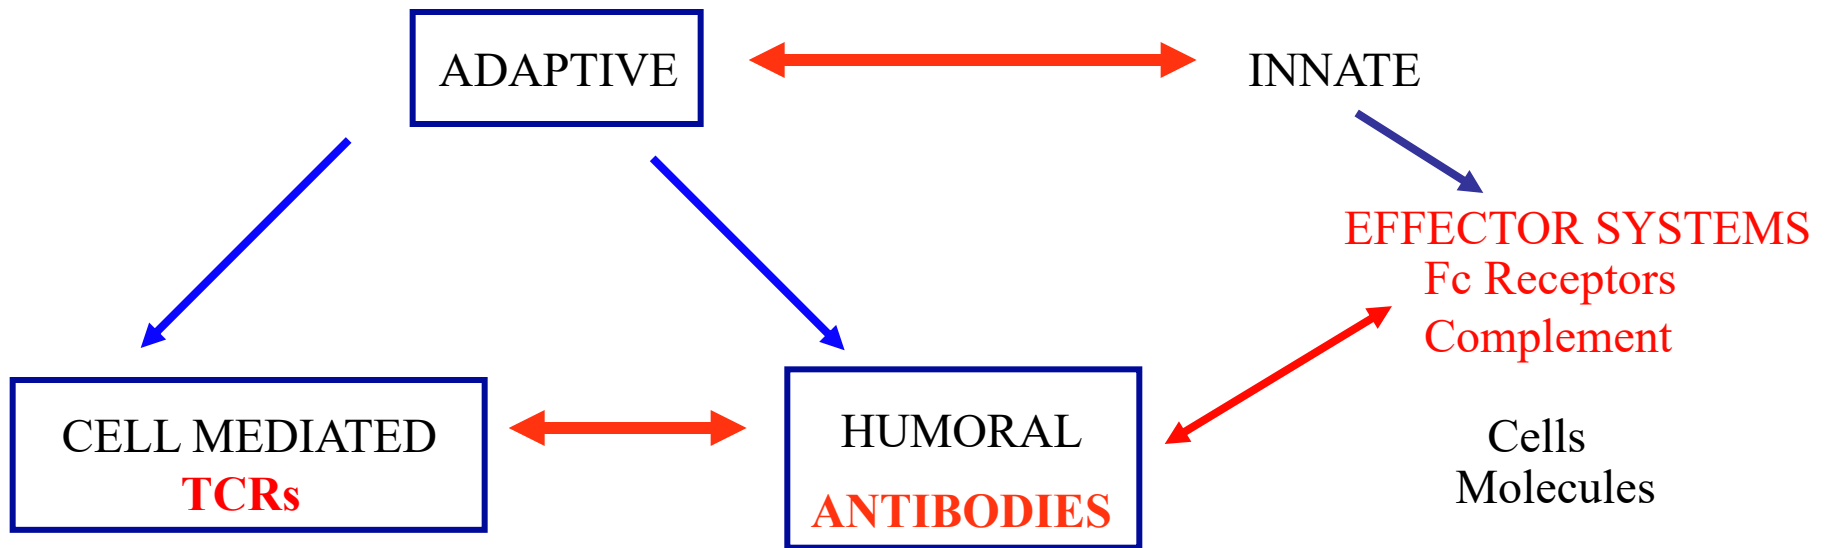 ADAPTIVE
INNATE
EFFECTOR SYSTEMS
Fc Receptors
Complement
CELL MEDIATED
TCRs
HUMORAL
ANTIBODIES
Cells
Molecules